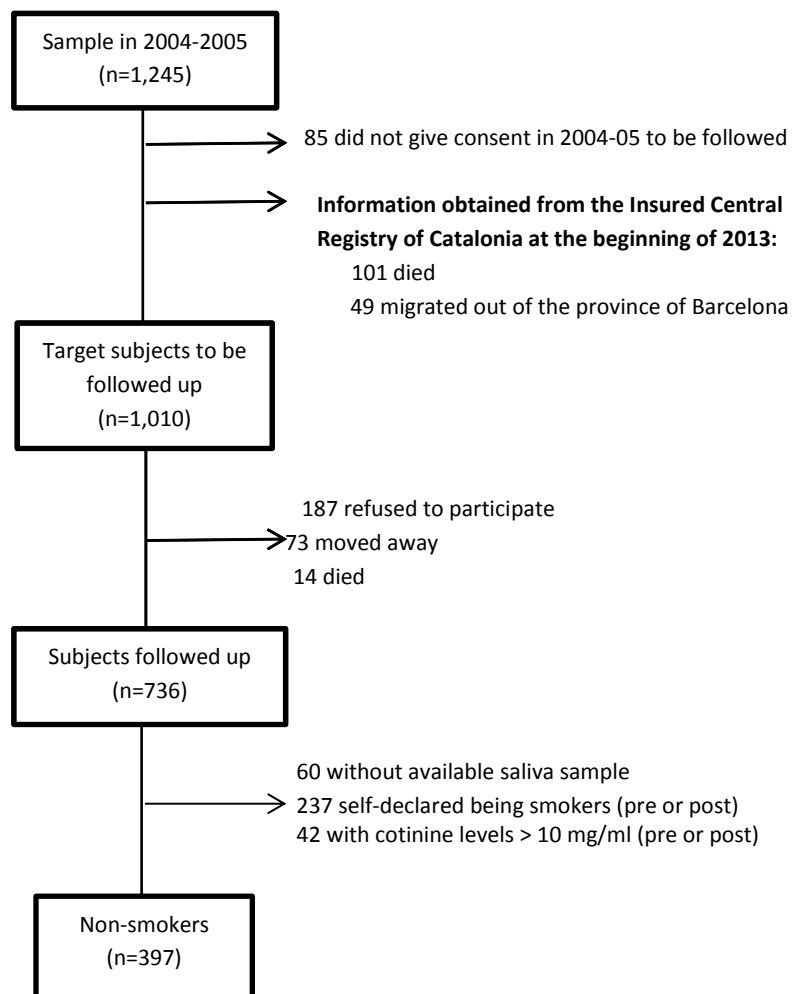 Sample in 2004-2005
(n=1,245)
85 did not give consent in 2004-05 to be followed
Information obtained from the Insured Central
Registry of Catalonia at the beginning of 2013:
101 died
49 migrated out of the province of Barcelona
Target subjects to be
followed up
(n=1,010)
187 refused to participate
73 moved away
14 died
Subjects followed up
(n=736)
60 without available saliva sample
237 self-declared being smokers (pre or post)
42 with cotinine levels > 10 mg/ml (pre or post)
Non-smokers
(n=397)